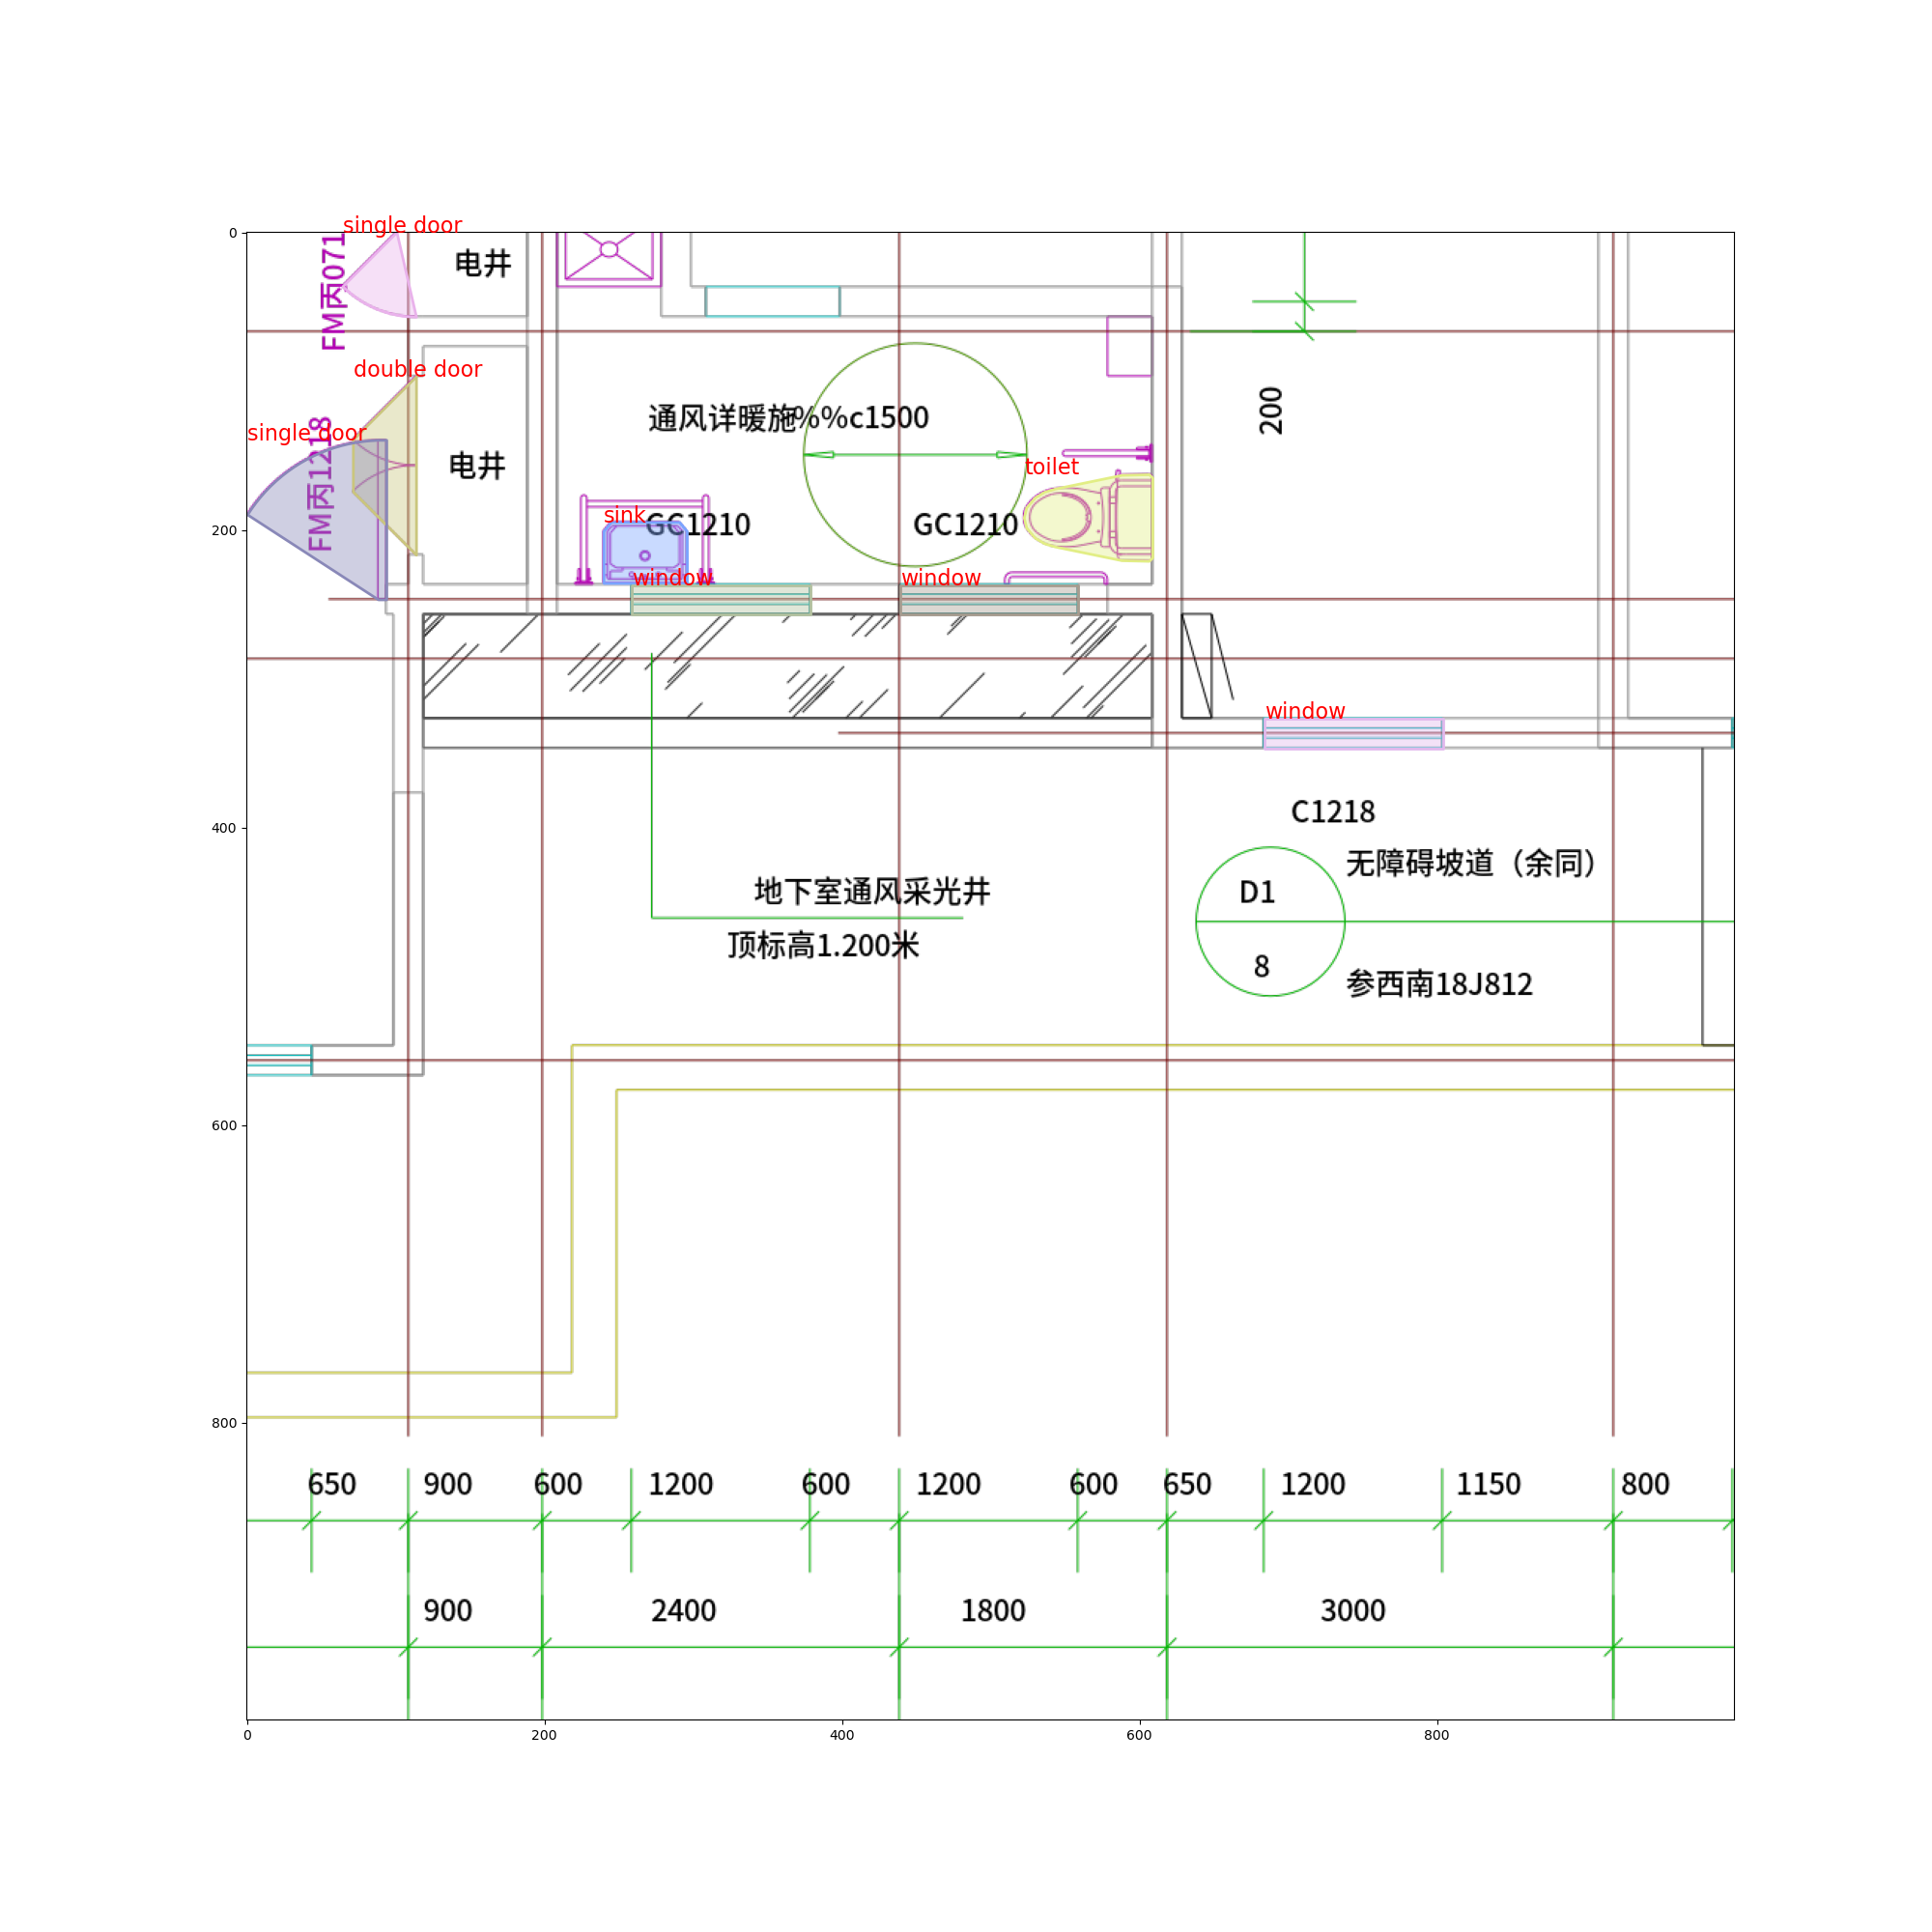 0
single door
FM丙071
电井
double door
200
通风详暖施%%c1500
single door
FM丙1218
电井
toilet
sink
GC1210
GC1210
200
window
window
window
400
C1218
无障碍坡道（余同）
地下室通风采光井
D1
顶标高1.200米
8
参西南18J812
600
800
650 900 600 1200 600 1200 600 650 1200 1150 800
900 2400 1800 3000
0 200 400 600 800